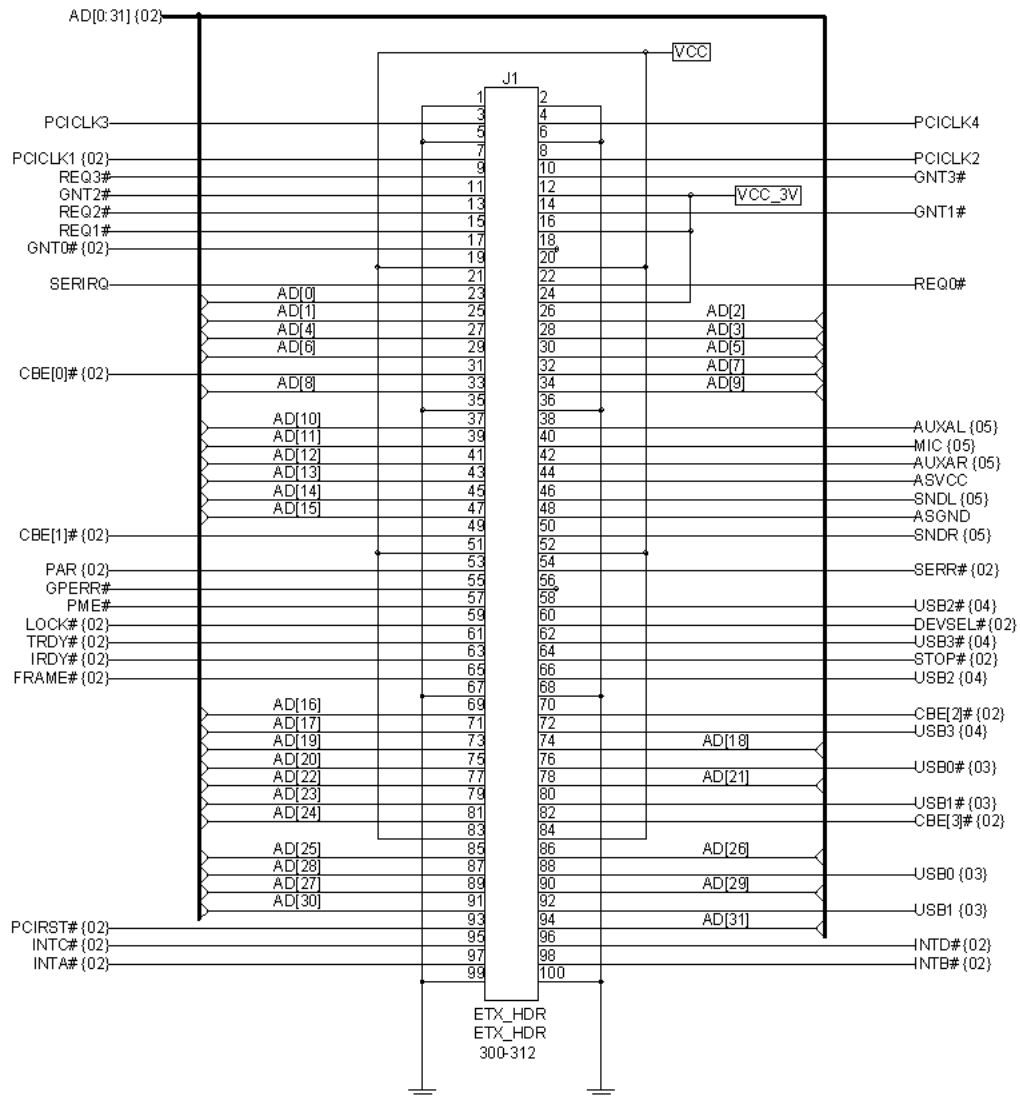 AD[0:31] {02}
VCC
J1
1 2
PCICLK3 3 4 PCICLK4
5 6
PCICLK1 {02} 7 8 PCICLK2
REQ3# 9 10 GNT3#
GNT2# 11 12 VCC_3V
REQ2# 13 14 GNT1#
REQ1# 15 16
GNT0# {02} 17 18
19 20
SERIRQ 21 22 REQ0#
AD[0] 23 24
AD[1] 25 26 AD[2]
AD[4] 27 28 AD[3]
AD[6] 29 30 AD[5]
CBE[0]# {02} 31 32 AD[7]
AD[8] 33 34 AD[9]
35 36
AD[10] 37 38 AUXAL {05}
AD[11] 39 40 MIC {05}
AD[12] 41 42 AUXAR {05}
AD[13] 43 44 ASVCC
AD[14] 45 46 SNDL {05}
AD[15] 47 48 ASGND
CBE[1]# {02} 49 50 SNDR {05}
51 52
PAR {02} 53 54 SERR# {02}
GPERR# 55 56
PME# 57 58 USB2# {04}
LOCK# {02} 59 60 DEVSEL# {02}
TRDY# {02} 61 62 USB3# {04}
IRDY# {02} 63 64 STOP# {02}
FRAME# {02} 65 66 USB2 {04}
67 68
AD[16] 69 70 CBE[2]# {02}
AD[17] 71 72 USB3 {04}
AD[19] 73 74 AD[18]
AD[20] 75 76 USB0# {03}
AD[22] 77 78 AD[21]
AD[23] 79 80 USB1# {03}
AD[24] 81 82 CBE[3]# {02}
83 84
AD[25] 85 86 AD[26]
AD[28] 87 88 USB0 {03}
AD[27] 89 90 AD[29]
AD[30] 91 92 USB1 {03}
PCIRST# {02} 93 94 AD[31]
INTC# {02} 95 96 INTD# {02}
INTA# {02} 97 98 INTB# {02}
99 100
ETX_HDR
ETX_HDR
300-312